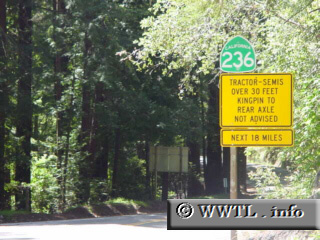 CALIFORNIA
236
TRACTOR-SEMIS
OVER 30 FEET
KINGPIN TO
REAR AXLE
NOT ADVISED
NEXT 18 MILES
© WWTL.info